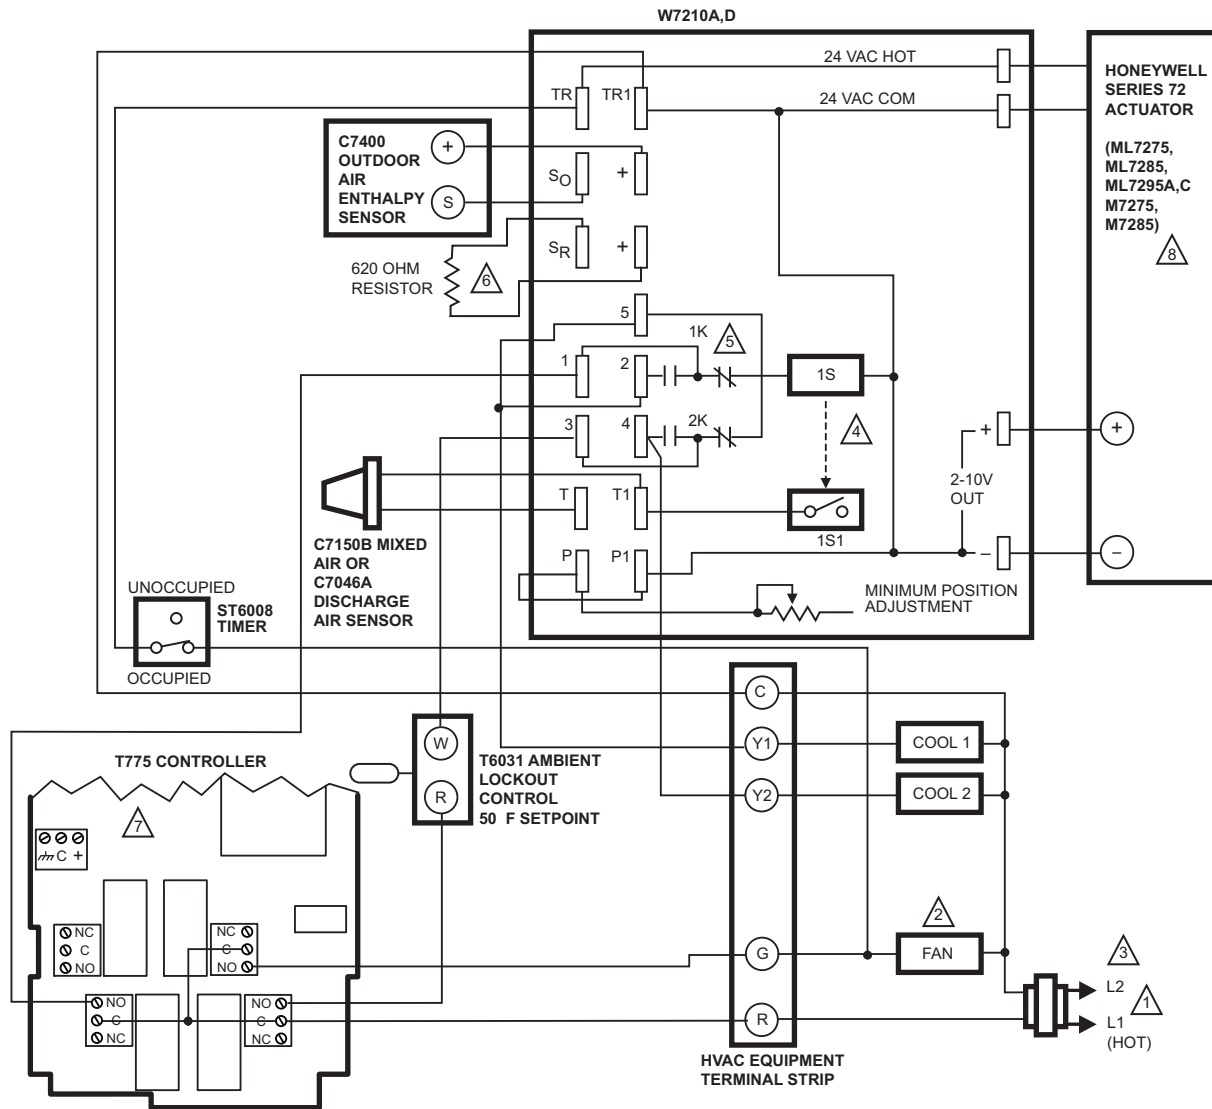 W7210A,D
24 VAC HOT
24 VAC COM
TR
TR1
HONEYWELL
SERIES 72
ACTUATOR
(ML7275,
ML7285,
ML7295A,C
M7275,
M7285)
8
C7400
OUTDOOR
AIR
ENTHALPY
SENSOR
+
S
SO
+
SR
+
620 OHM
RESISTOR
6
5
1K
5
1
2
1S
3
4
2K
4
+
+
2-10V
OUT
T
T1
1S1
C7150B MIXED
AIR OR
C7046A
DISCHARGE
AIR SENSOR
P
P1
–
–
MINIMUM POSITION
ADJUSTMENT
UNOCCUPIED
ST6008
TIMER
OCCUPIED
C
W
Y1
COOL 1
T775 CONTROLLER
T6031 AMBIENT
LOCKOUT
CONTROL
50 F SETPOINT
R
Y2
COOL 2
7
C +
NC
C
NO
NC
C
NO
2
G
FAN
3
L2
1
NO
C
NC
NO
C
NC
R
L1
(HOT)
HVAC EQUIPMENT
TERMINAL STRIP